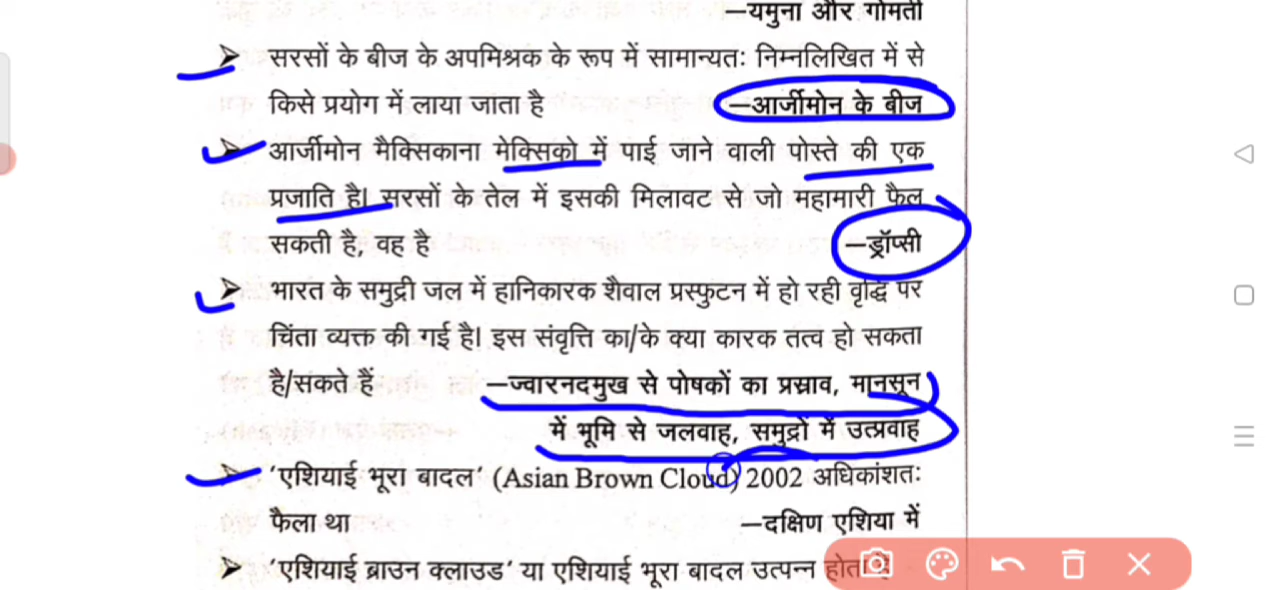 —यमुना और गोमती
➤ सरसों के बीज के अपमिश्रक के रूप में सामान्यतः निम्नलिखित में से
किसे प्रयोग में लाया जाता है —आर्जीमोन के बीज
➤ आर्जीमोन मैक्सिकाना मेक्सिको में पाई जाने वाली पोस्ते की एक
प्रजाति है। सरसों के तेल में इसकी मिलावट से जो महामारी फैल
सकती है, वह है —ड्रॉप्सी
➤ भारत के समुद्री जल में हानिकारक शैवाल प्रस्फुटन में हो रही वृद्धि पर
चिंता व्यक्त की गई है। इस संवृत्ति का/के क्या कारक तत्व हो सकता
है/सकते हैं —ज्वारनदमुख से पोषकों का प्रस्राव, मानसून
में भूमि से जलवाह, समुद्रों में उत्प्रवाह
➤ 'एशियाई भूरा बादल' (Asian Brown Cloud) 2002 अधिकांशतः
फैला था —दक्षिण एशिया में
➤ 'एशियाई ब्राउन क्लाउड' या एशियाई भूरा बादल उत्पन्न होता है